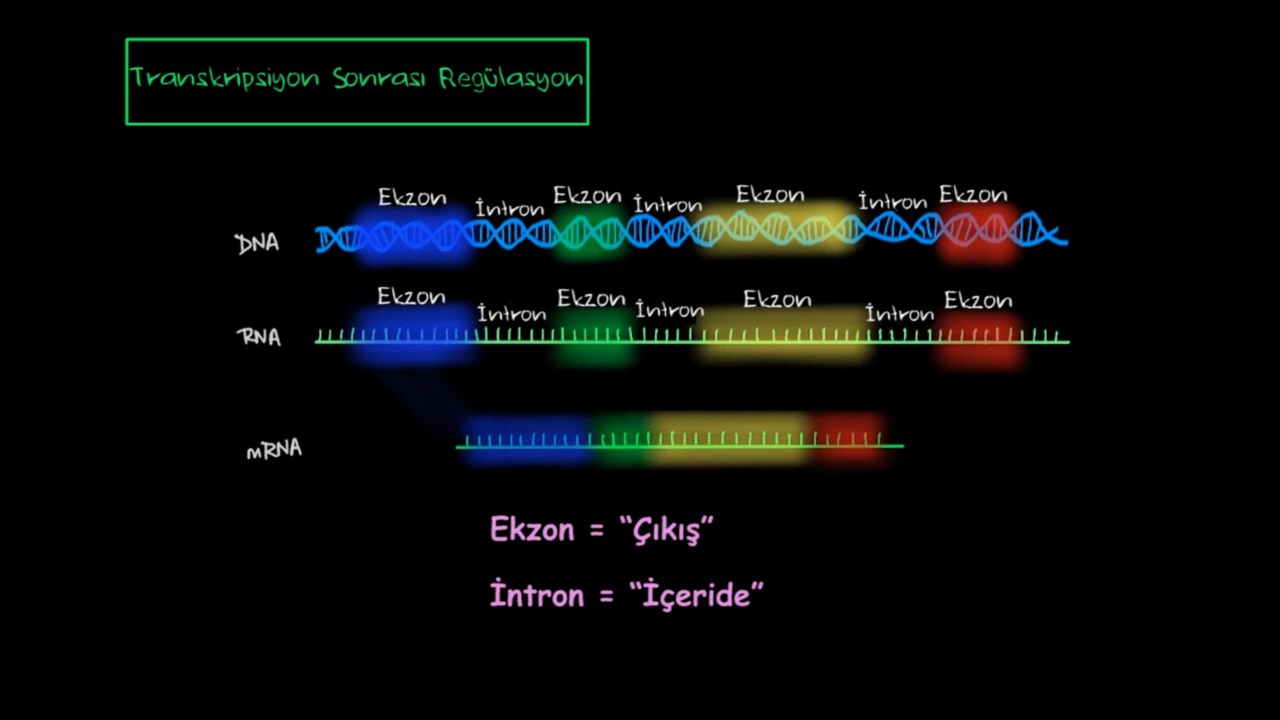 Transkripsiyon Sonrası Regülasyon
Ekzon İntron Ekzon İntron Ekzon İntron Ekzon
DNA
Ekzon İntron Ekzon İntron Ekzon İntron Ekzon
RNA
mRNA
Ekzon = “Çıkış”
İntron = “İçeride”